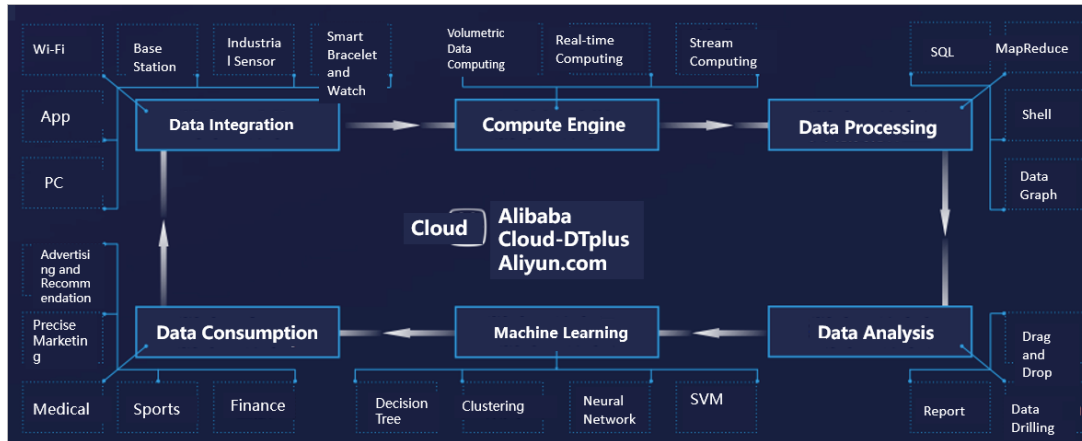 Wi-Fi
Base
Station
Industria
l Sensor
Smart
Bracelet
and
Watch
Volumetric
Data
Computing
Real-time
Computing
Stream
Computing
SQL
MapReduce
App
Data Integration
Compute Engine
Data Processing
Shell
PC
Data
Graph
Cloud
Alibaba
Cloud-DTplus
Aliyun.com
Advertisi
ng and
Recomm
endation
Precise
Marketin
g
Data Consumption
Machine Learning
Data Analysis
Drag
and
Drop
Medical
Sports
Finance
Decision
Tree
Clustering
Neural
Network
SVM
Report
Data
Drilling